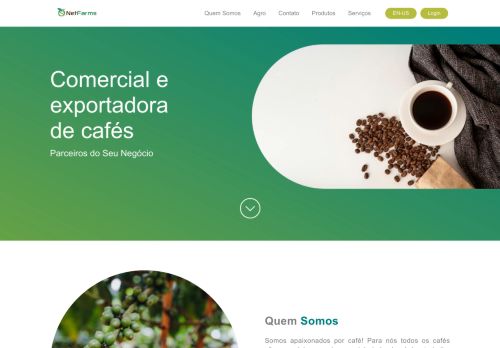 NetFarms
Quem Somos Agro Contato Produtos Serviços EN-US Login
Comercial e
exportadora
de cafés
Parceiros do Seu Negócio
Quem Somos
Somos apaixonados por café! Para nós todos os cafés